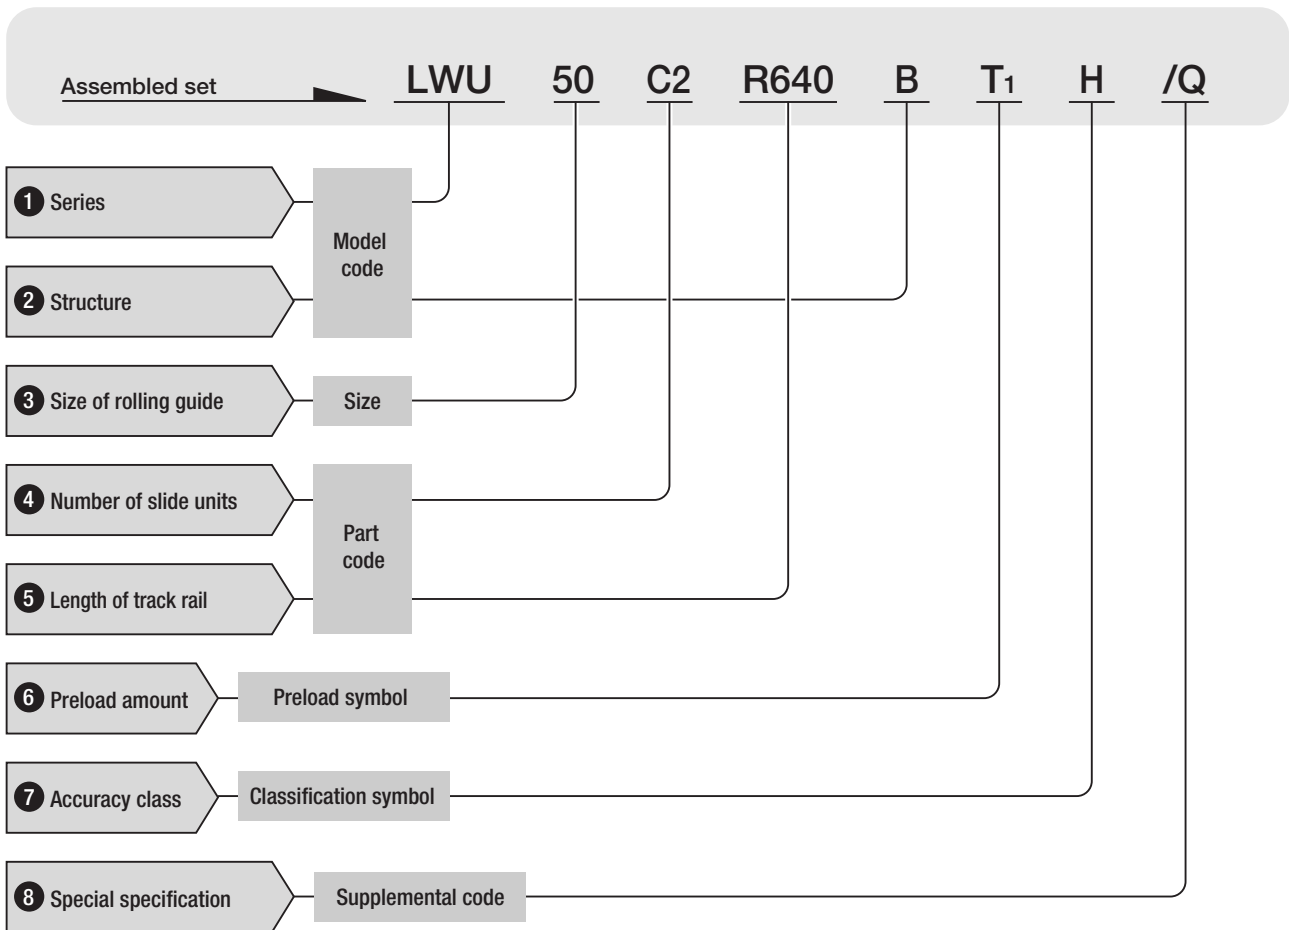 Assembled set LWU 50 C2 R640 B T1 H /Q
1 Series
Model
code
2 Structure
3 Size of rolling guide Size
4 Number of slide units
Part
code
5 Length of track rail
6 Preload amount Preload symbol
7 Accuracy class Classification symbol
8 Special specification Supplemental code